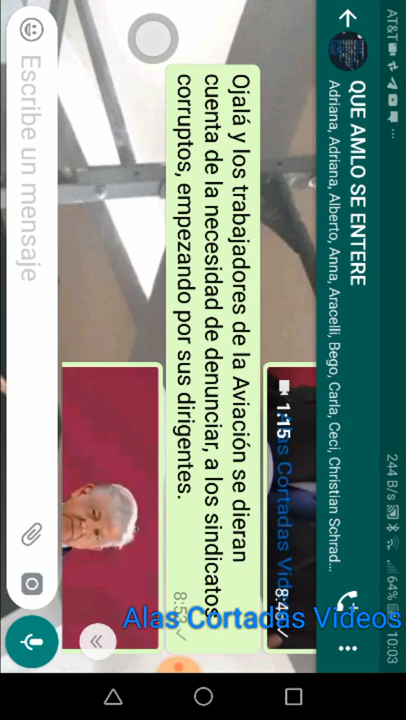 AT&T
244 B/s
64%
10:03
QUE AMLO SE ENTERE
Adriana, Adriana, Alberto, Anna, Aracelli, Bego, Carla, Ceci, Christian Schrad...
1:15
8:4
Ojalá y los trabajadores de la Aviación se dieran
cuenta de la necesidad de denunciar, a los sindicatos
corruptos, empezando por sus dirigentes.
8:53
Escribe un mensaje
Alas Cortadas Videos